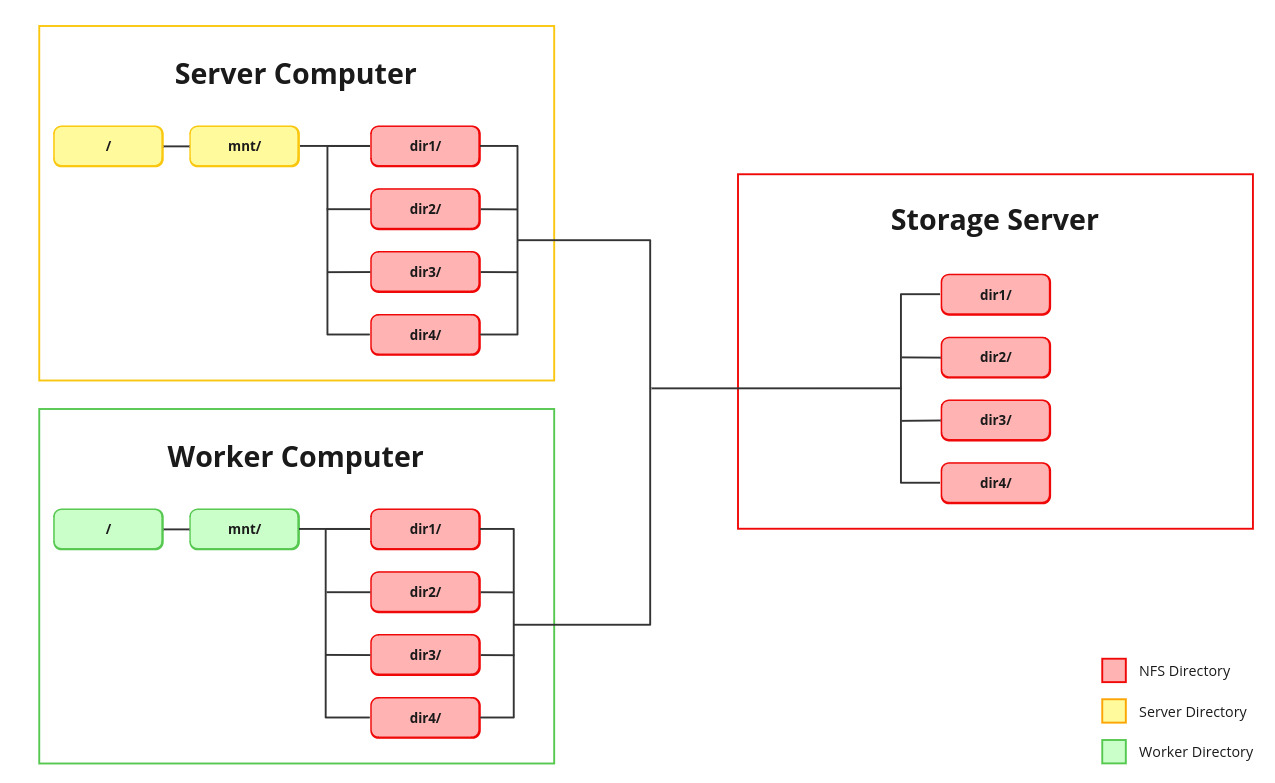 Server Computer
/
mnt/
dir1/
dir2/
dir3/
dir4/
Worker Computer
/
mnt/
dir1/
dir2/
dir3/
dir4/
Storage Server
dir1/
dir2/
dir3/
dir4/
NFS Directory
Server Directory
Worker Directory